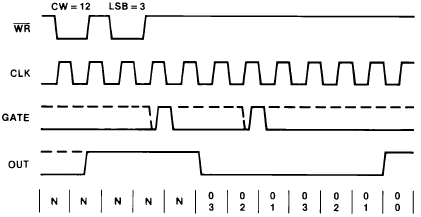 CW = 12 LSB = 3
WR
CLK
GATE
OUT
N N N N N 0 0 0 0 0 0 0
3 2 1 3 2 1 0